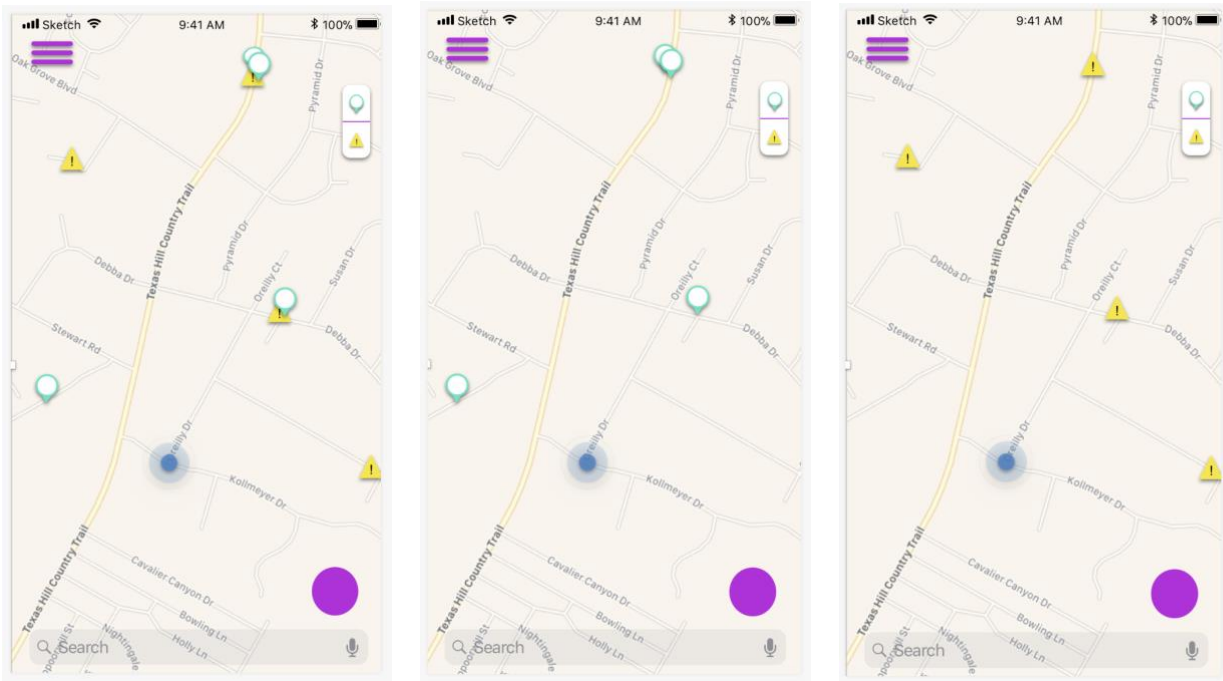 Sketch 9:41 AM 100%
Oak Grove Blvd
Pyramid Dr
!
!
Texas Hill Country Trail
Pyramid Dr
Debba Dr
Oreilly Ct
Susan Dr
!
Stewart Rd
Debba Dr
Oreilly Dr
!
Kollmeyer Dr
Texas Hill Country Trail
Cavalier Canyon Dr
Bowling Ln
Nightingale
Holly Ln
Search
Sketch 9:41 AM 100%
Oak Grove Blvd
Pyramid Dr
!
Texas Hill Country Trail
Pyramid Dr
Debba Dr
Oreilly Ct
Susan Dr
Stewart Rd
Debba Dr
Oreilly Dr
Kollmeyer Dr
Texas Hill Country Trail
Cavalier Canyon Dr
Bowling Ln
Nightingale
Holly Ln
Search
Sketch 9:41 AM 100%
Oak Grove Blvd
!
Pyramid Dr
!
!
Texas Hill Country Trail
Pyramid Dr
Debba Dr
Oreilly Ct
Susan Dr
!
Stewart Rd
Debba Dr
Oreilly Dr
!
Kollmeyer Dr
Texas Hill Country Trail
Cavalier Canyon Dr
Bowling Ln
Nightingale
Holly Ln
Search